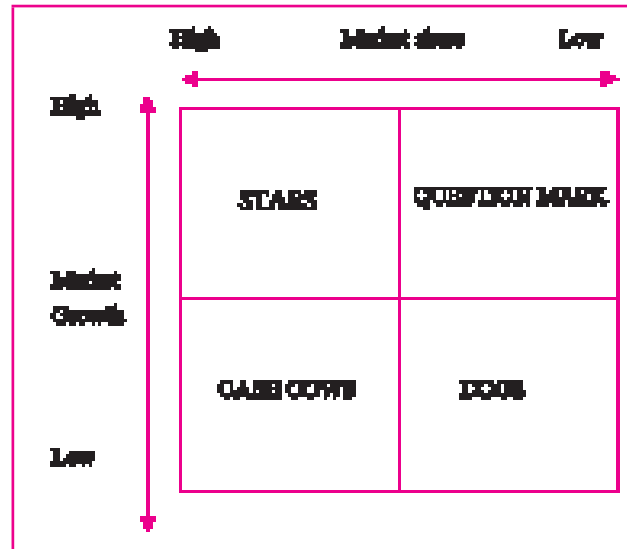 High Market share Low
High
STARS QUESTION MARK
Market
Growth
CASH COWS DOGS
Low